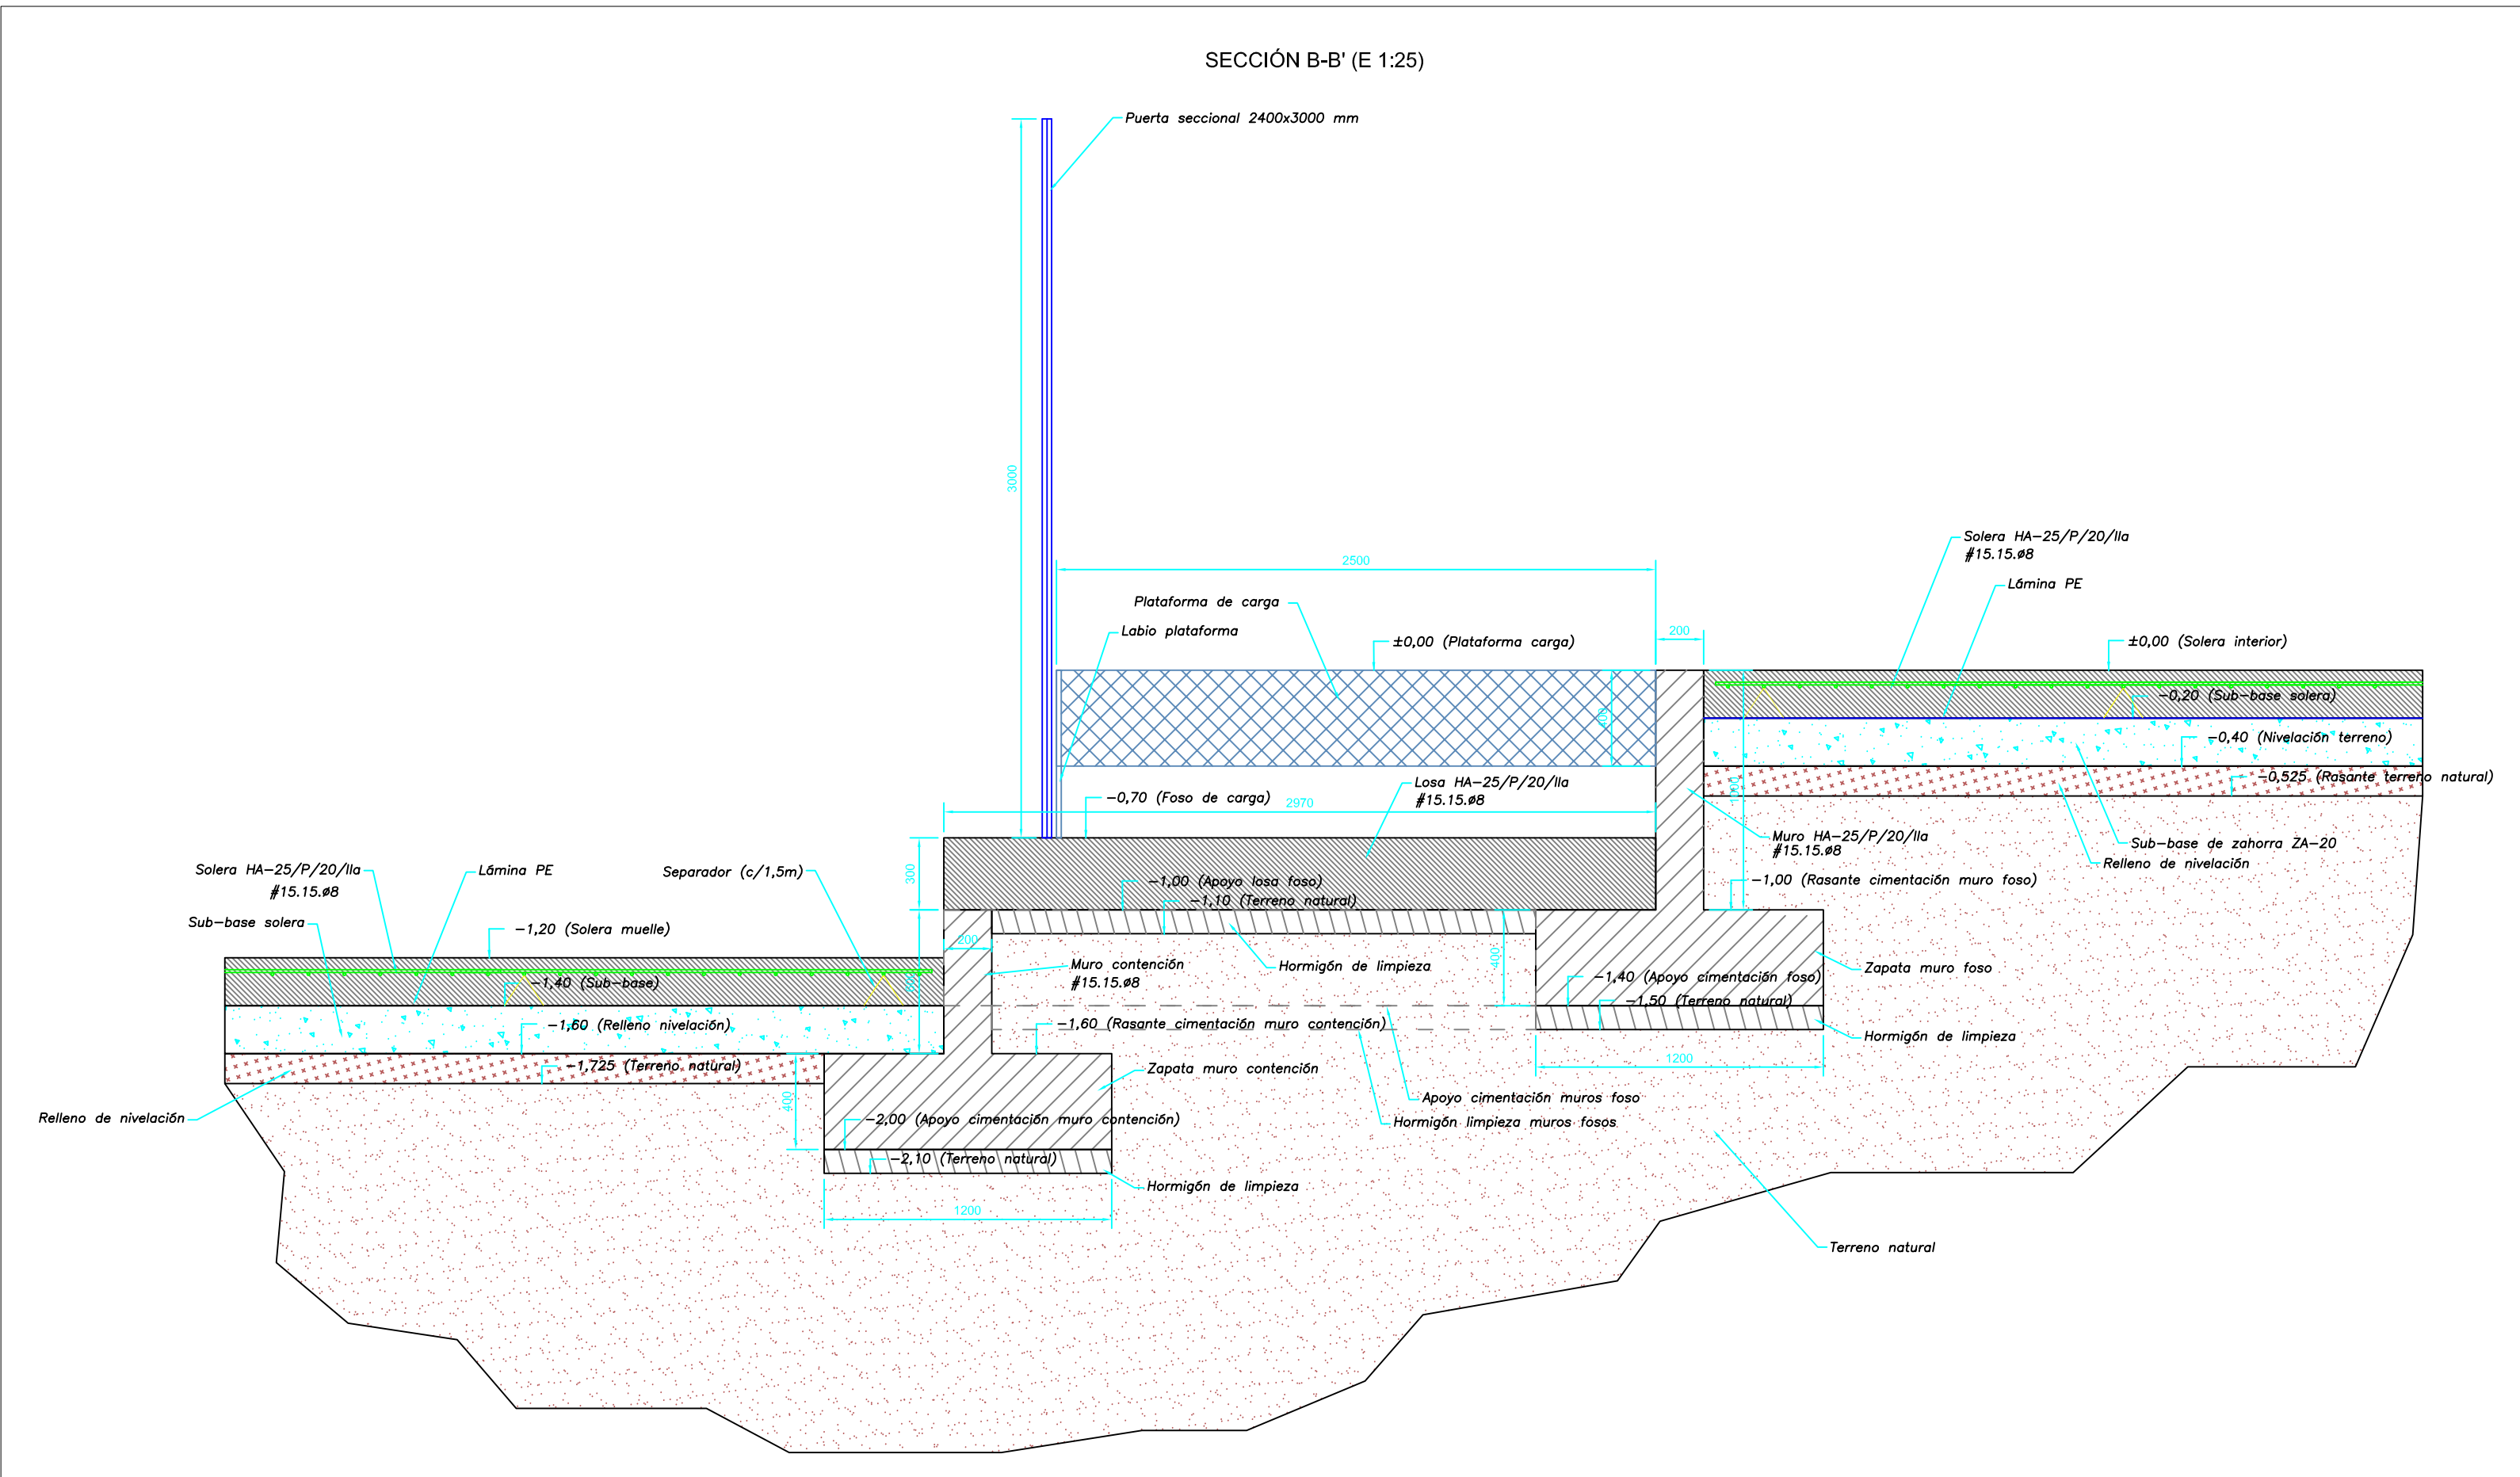 SECCIÓN B-B' (E 1:25)
Puerta seccional 2400x3000 mm
3000
2500
Solera HA-25/P/20/IIa
#15.15.ø8
Lámina PE
Plataforma de carga
Labio plataforma
200
±0,00 (Plataforma carga)
±0,00 (Solera interior)
-0,20 (Sub-base solera)
400
-0,40 (Nivelación terreno)
-0,525 (Rasante terreno natural)
1000
Losa HA-25/P/20/IIa
#15.15.ø8
-0,70 (Foso de carga)
2970
Muro HA-25/P/20/IIa
#15.15.ø8
Sub-base de zahorra ZA-20
Relleno de nivelación
300
Solera HA-25/P/20/IIa
#15.15.ø8
Lámina PE
Separador (c/1,5m)
-1,00 (Apoyo losa foso)
-1,00 (Rasante cimentación muro foso)
-1,10 (Terreno natural)
Sub-base solera
-1,20 (Solera muelle)
200
400
Muro contención
#15.15.ø8
Hormigón de limpieza
Zapata muro foso
-1,40 (Sub-base)
-1,40 (Apoyo cimentación foso)
-1,50 (Terreno natural)
-1,60 (Relleno nivelación)
-1,60 (Rasante cimentación muro contención)
Hormigón de limpieza
1200
-1,725 (Terreno natural)
Zapata muro contención
400
Apoyo cimentación muros foso
Relleno de nivelación
-2,00 (Apoyo cimentación muro contención)
Hormigón limpieza muros fosos
-2,10 (Terreno natural)
Hormigón de limpieza
1200
Terreno natural